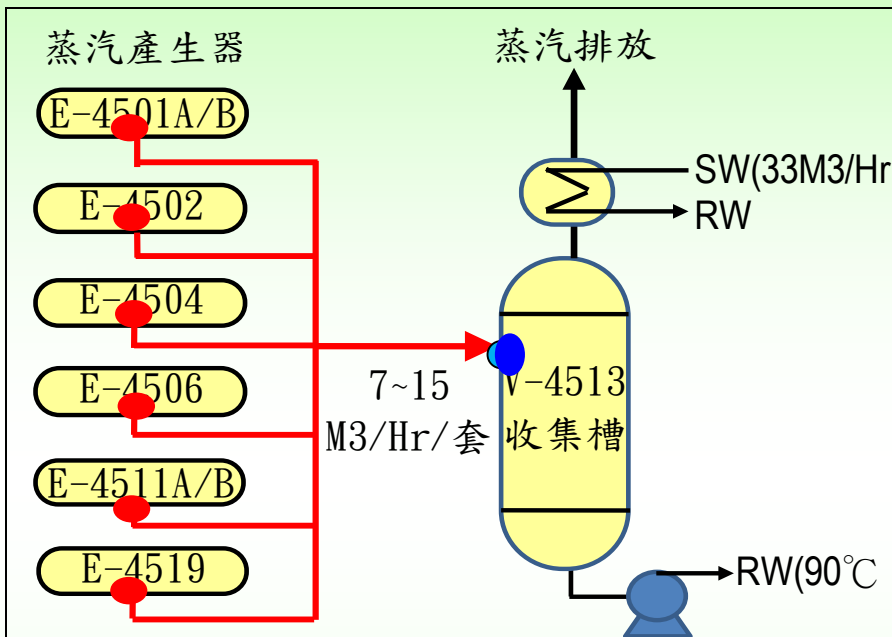 蒸汽產生器
E-4501A/B
E-4502
E-4504
E-4506
E-4511A/B
E-4519
7~15
M3/Hr/套
蒸汽排放
SW(33M3/Hr
RW
V-4513
收集槽
RW(90℃